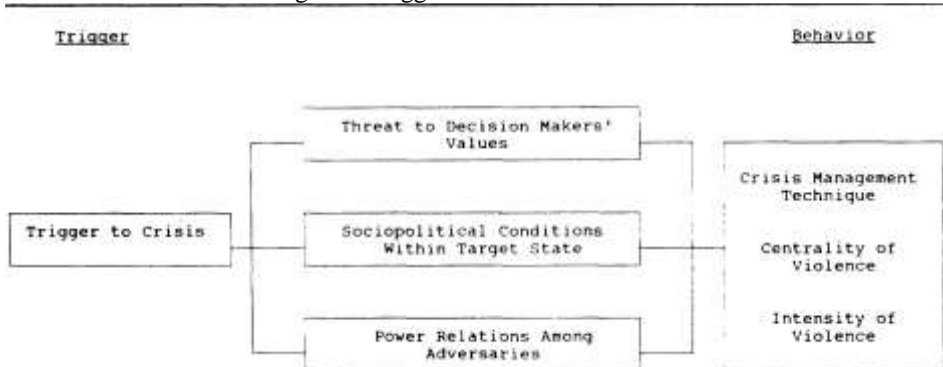 Trigger
Behavior
Threat to Decision Makers'
Values
Crisis Management
Technique
Trigger to Crisis
Sociopolitical Conditions
Within Target State
Centrality of
Violence
Intensity of
Violence
Power Relations Among
Adversaries